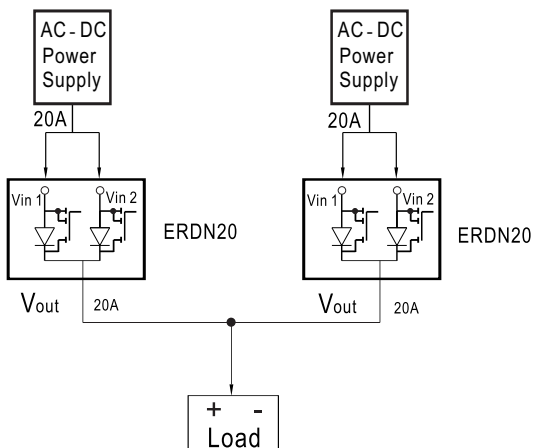 AC - DC
Power
Supply
AC - DC
Power
Supply
20A
20A
Vin 1
Vin 2
ERDN20
Vin 1
Vin 2
ERDN20
Vout
20A
Vout
20A
+ -
Load